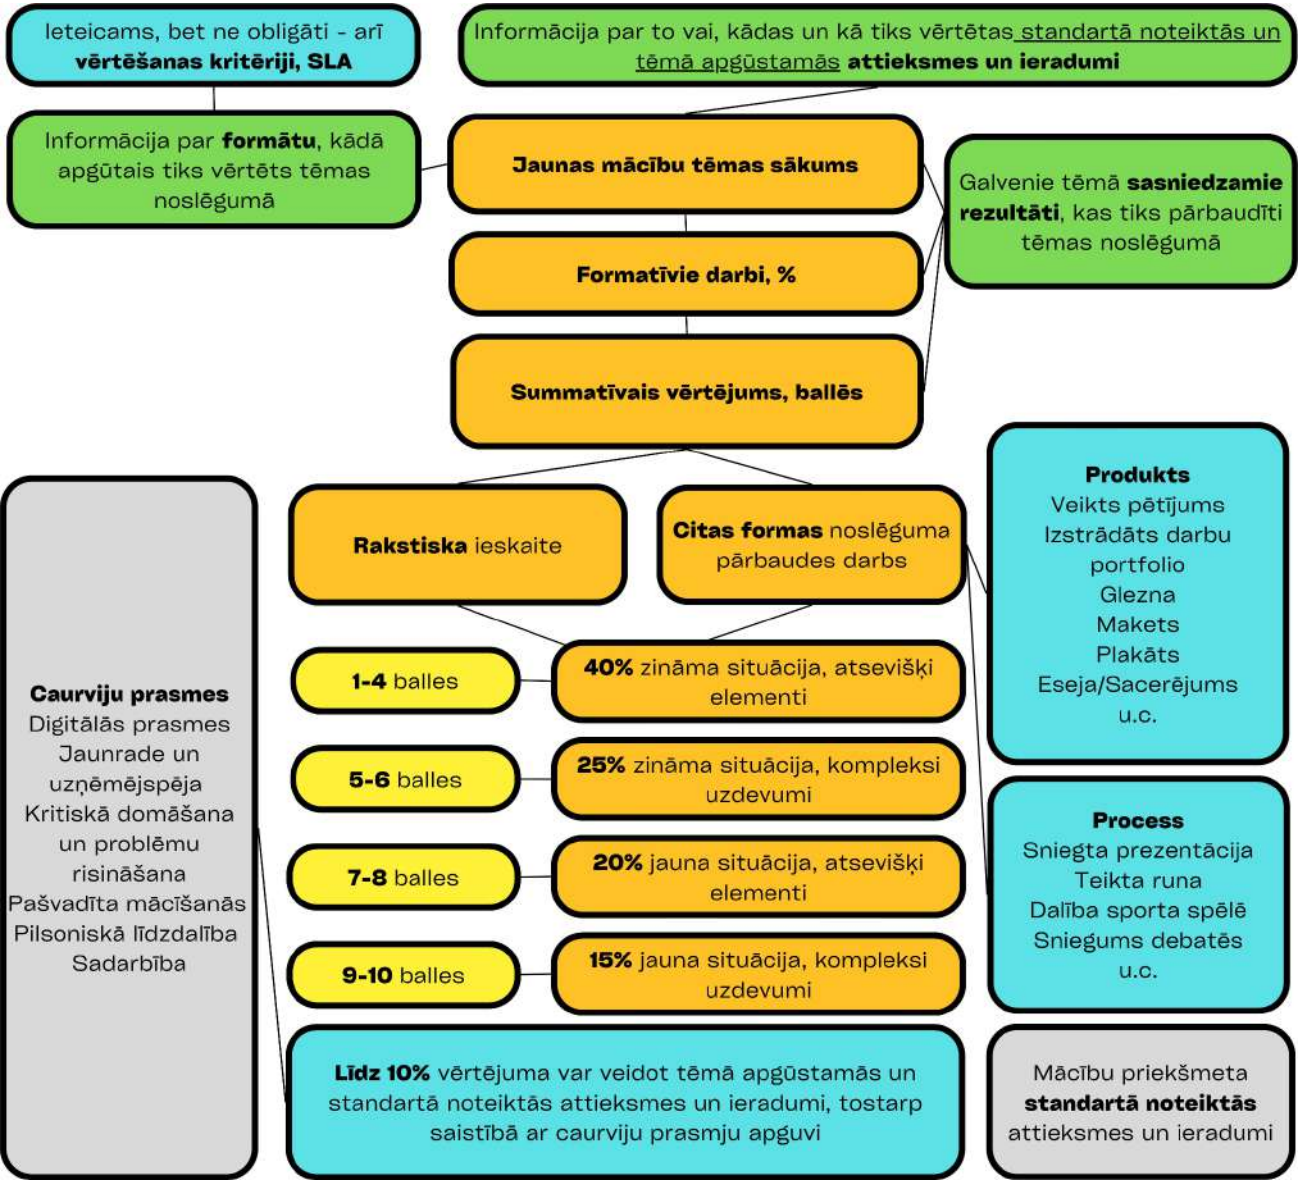 Ieteicams, bet ne obligāti - arī
vērtēšanas kritēriji, SLA
Informācija par to vai, kādas un kā tiks vērtētas standartā noteiktās un
tēmā apgūstamās attieksmes un ieradumi
Informācija par formātu, kādā
apgūtais tiks vērtēts tēmas
noslēgumā
Jaunas mācību tēmas sākums
Galvenie tēmā sasniedzamie
rezultāti, kas tiks pārbaudīti
tēmas noslēgumā
Formatīvie darbi, %
Summatīvais vērtējums, ballēs
Rakstiska ieskaite
Citas formas noslēguma
pārbaudes darbs
Produkts
Veikts pētījums
Izstrādāts darbu
portfolio
Glezna
Makets
Plakāts
Eseja/Sacerējums
u.c.
Caurviju prasmes
Digitālās prasmes
Jaunrade un
uzņēmējspēja
Kritiskā domāšana
un problēmu
risināšana
Pašvadīta mācīšanās
Pilsoniskā līdzdalība
Sadarbība
1-4 balles
40% zināma situācija, atsevišķi
elementi
5-6 balles
25% zināma situācija, kompleksi
uzdevumi
7-8 balles
20% jauna situācija, atsevišķi
elementi
9-10 balles
15% jauna situācija, kompleksi
uzdevumi
Process
Sniegta prezentācija
Teikta runa
Dalība sporta spēlē
Sniegums debatēs
u.c.
Līdz 10% vērtējuma var veidot tēmā apgūstamās un
standartā noteiktās attieksmes un ieradumi, tostarp
saistībā ar caurviju prasmju apguvi
Mācību priekšmeta
standartā noteiktās
attieksmes un ieradumi